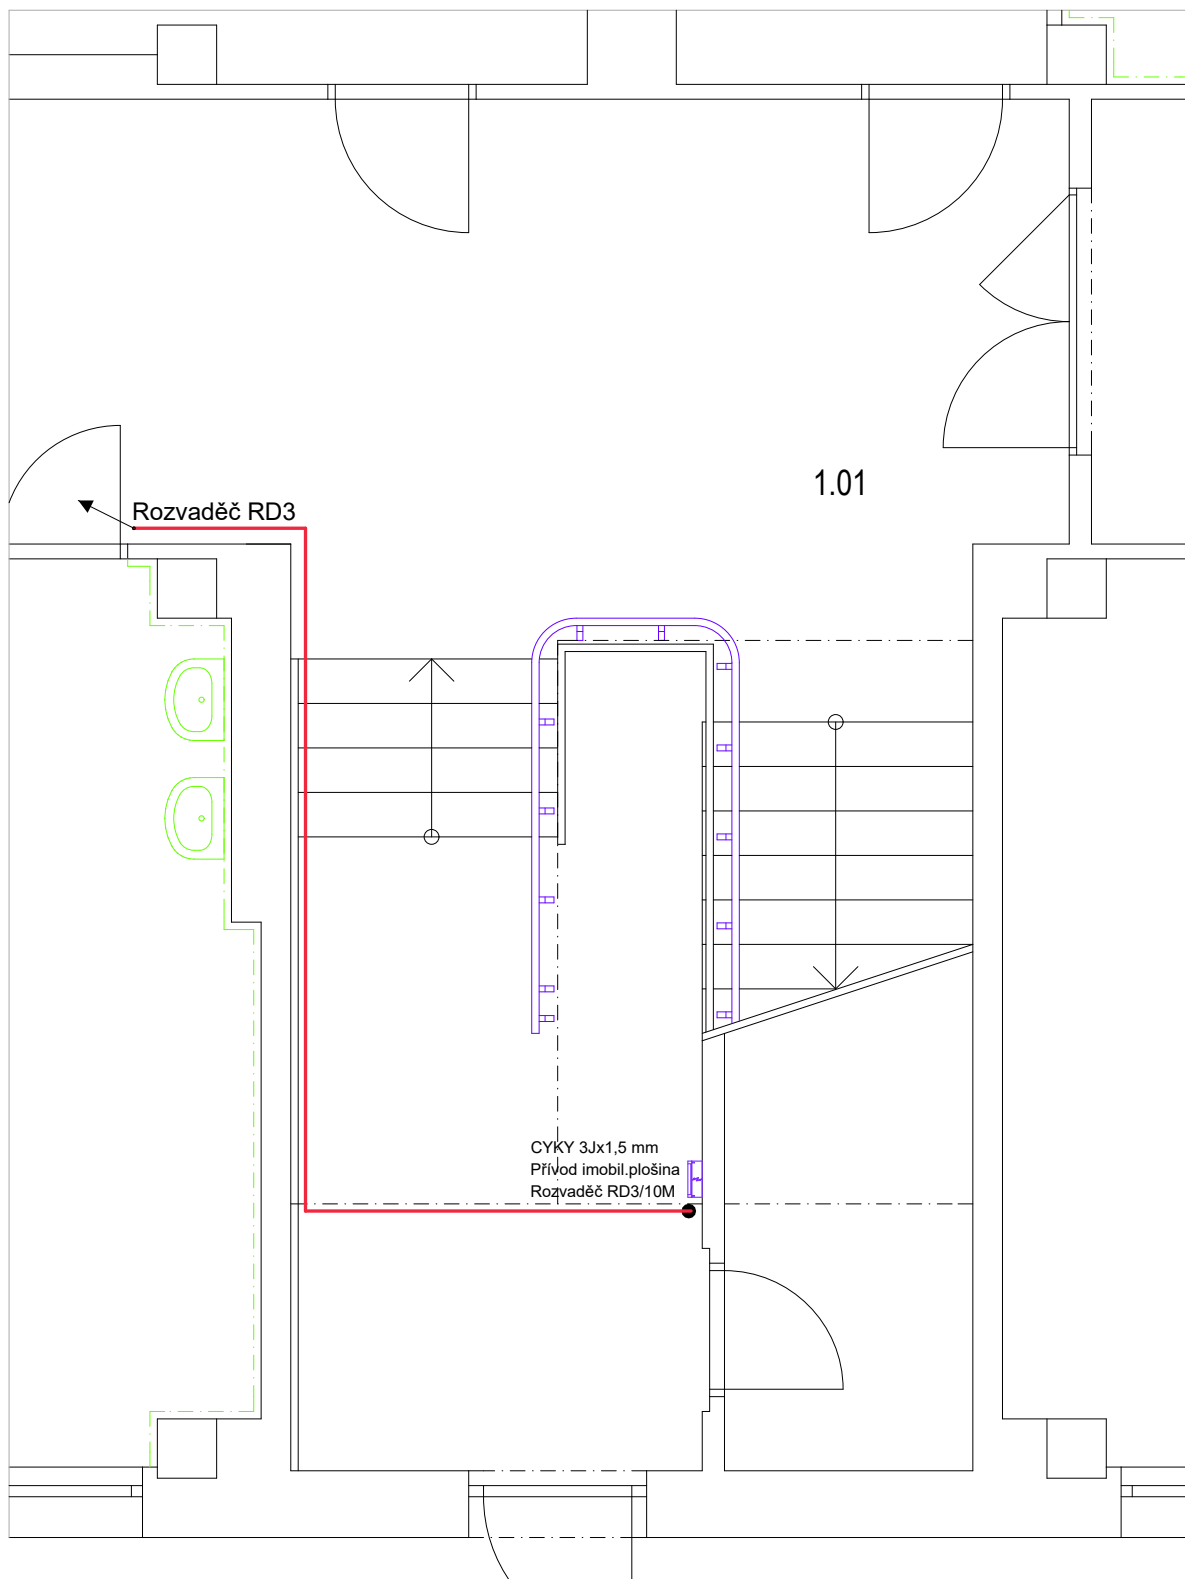 1.01
Rozvaděč RD3
CYKY 3Jx1,5 mm
Přívod imobil.plošina
Rozvaděč RD3/10M